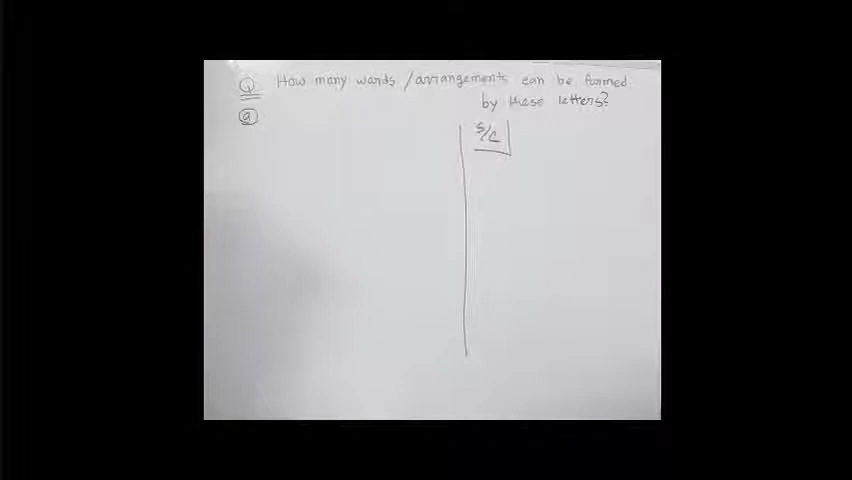 Q How many words / arrangements can be formed
by these letters?
a
S/C